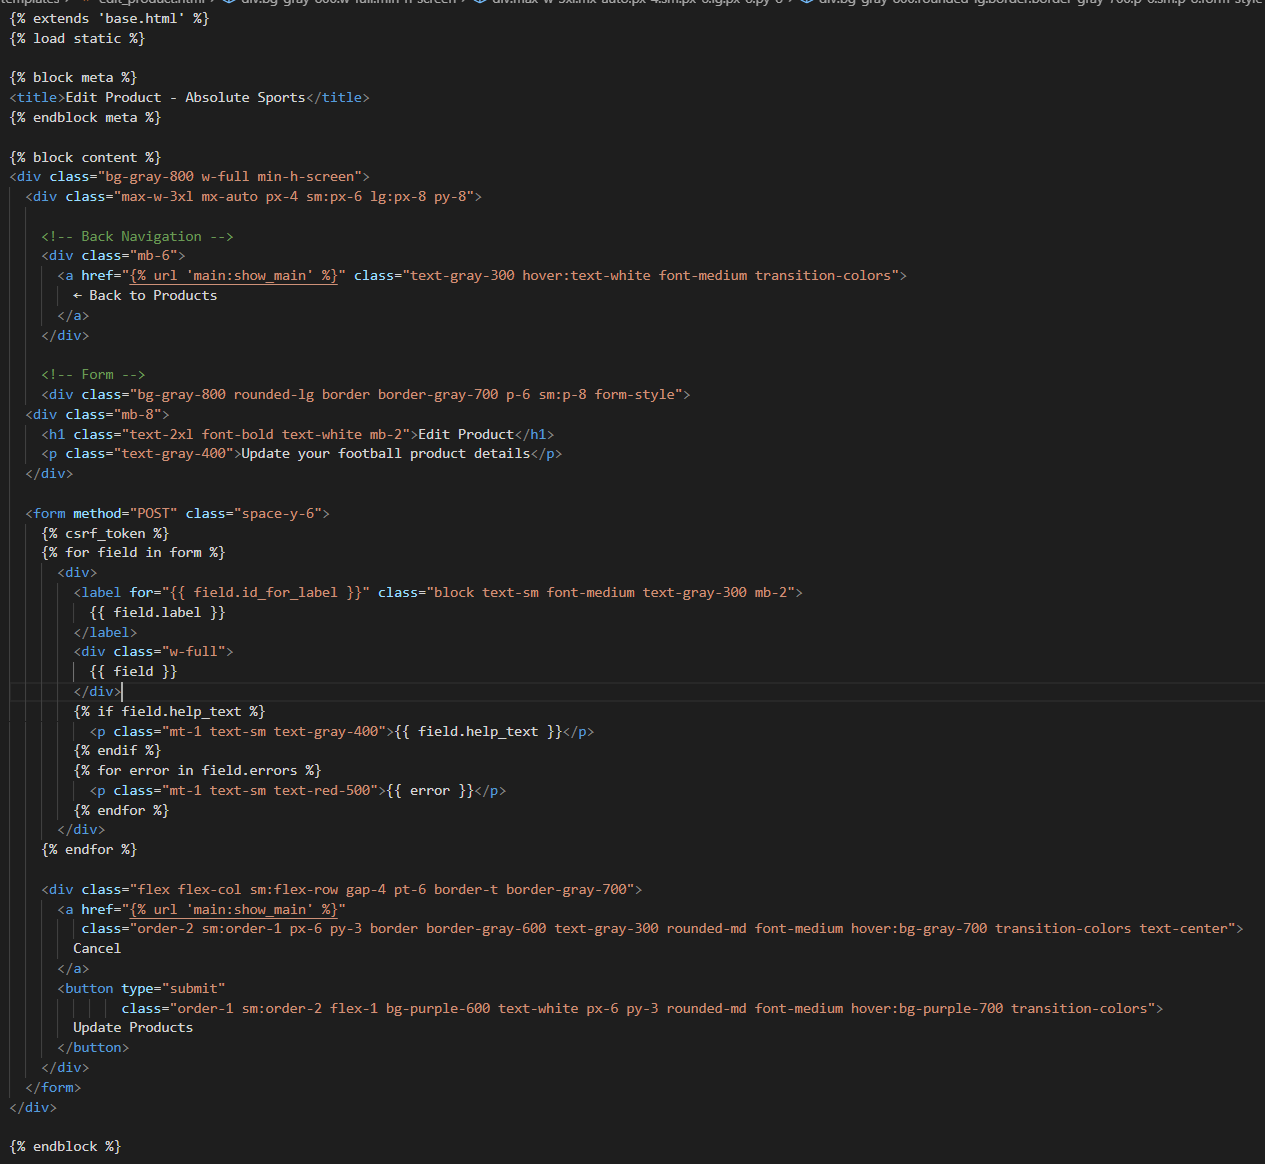 templates > edit_product.html > div.bg-gray-800.w-full.min-h-screen > div.max-w-3xl.mx-auto.px-4.sm:px-6.lg:px-8.py-8 > div.bg-gray-800.rounded-lg.border.border-gray-700.p-6.sm:p-8.form-style
{% extends 'base.html' %}
{% load static %}
{% block meta %}
<title>Edit Product - Absolute Sports</title>
{% endblock meta %}
{% block content %}
<div class="bg-gray-800 w-full min-h-screen">
<div class="max-w-3xl mx-auto px-4 sm:px-6 lg:px-8 py-8">
<!-- Back Navigation -->
<div class="mb-6">
<a href="{% url 'main:show_main' %}" class="text-gray-300 hover:text-white font-medium transition-colors">
← Back to Products
</a>
</div>
<!-- Form -->
<div class="bg-gray-800 rounded-lg border border-gray-700 p-6 sm:p-8 form-style">
<div class="mb-8">
<h1 class="text-2xl font-bold text-white mb-2">Edit Product</h1>
<p class="text-gray-400">Update your football product details</p>
</div>
<form method="POST" class="space-y-6">
{% csrf_token %}
{% for field in form %}
<div>
<label for="{{ field.id_for_label }}" class="block text-sm font-medium text-gray-300 mb-2">
{{ field.label }}
</label>
<div class="w-full">
{{ field }}
</div>
{% if field.help_text %}
<p class="mt-1 text-sm text-gray-400">{{ field.help_text }}</p>
{% endif %}
{% for error in field.errors %}
<p class="mt-1 text-sm text-red-500">{{ error }}</p>
{% endfor %}
</div>
{% endfor %}
<div class="flex flex-col sm:flex-row gap-4 pt-6 border-t border-gray-700">
<a href="{% url 'main:show_main' %}"
class="order-2 sm:order-1 px-6 py-3 border border-gray-600 text-gray-300 rounded-md font-medium hover:bg-gray-700 transition-colors text-center">
Cancel
</a>
<button type="submit"
class="order-1 sm:order-2 flex-1 bg-purple-600 text-white px-6 py-3 rounded-md font-medium hover:bg-purple-700 transition-colors">
Update Products
</button>
</div>
</form>
</div>
{% endblock %}